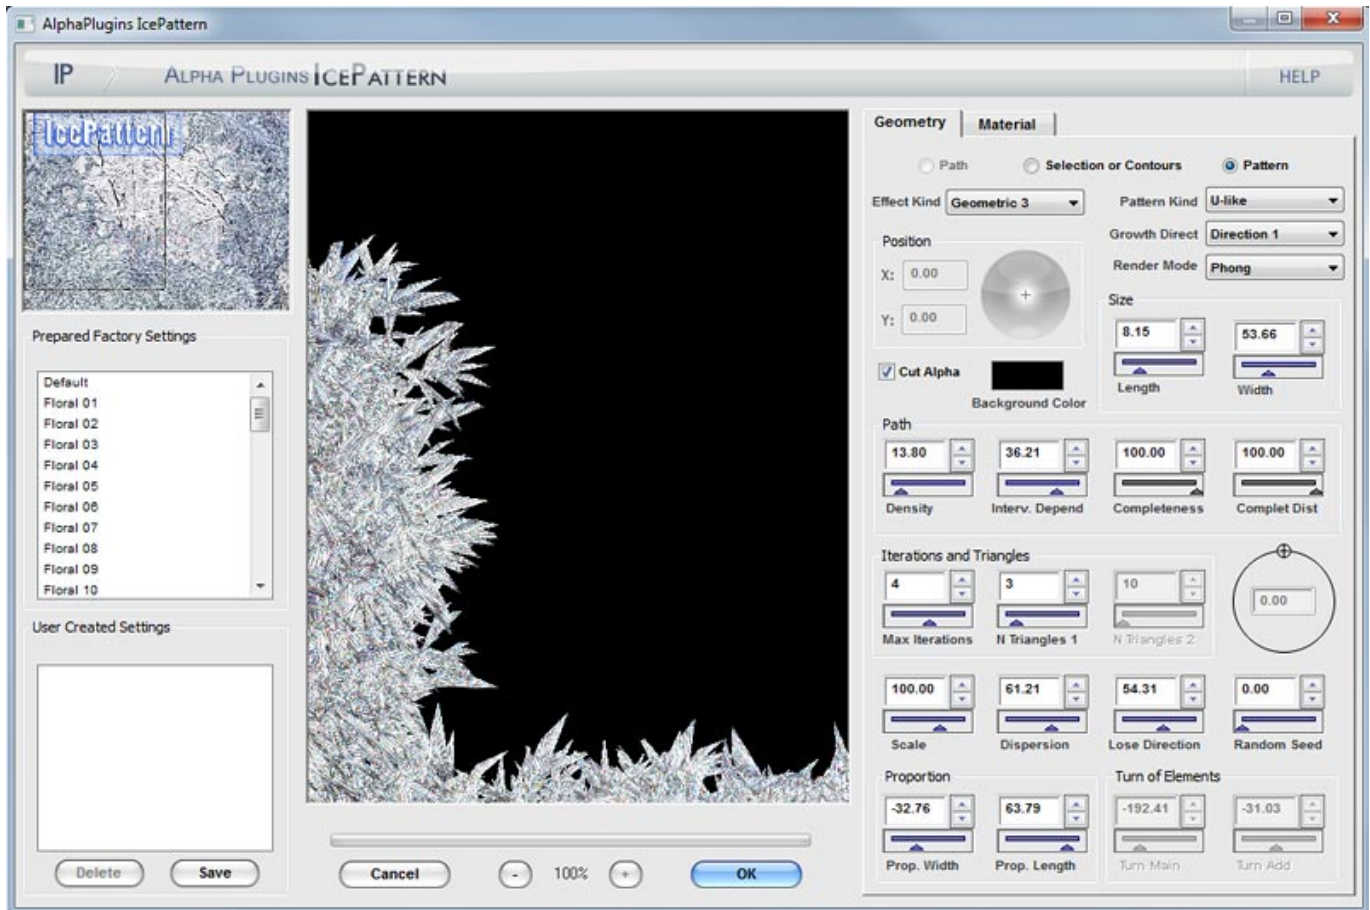 AlphaPlugins IcePattern
IP ALPHA PLUGINS ICEPATTERN HELP
IcePattern
Prepared Factory Settings
Default
Floral 01
Floral 02
Floral 03
Floral 04
Floral 05
Floral 06
Floral 07
Floral 08
Floral 09
Floral 10
User Created Settings
Delete Save
Cancel - 100% + OK
Geometry Material
Path Selection or Contours Pattern
Effect Kind Geometric 3 Pattern Kind U-like
Growth Direct Direction 1
Render Mode Phong
Position
X: 0.00
Y: 0.00
Size
8.15 53.66
Length Width
Cut Alpha
Background Color
Path
13.80 36.21 100.00 100.00
Density Interv. Depend Completeness Complet Dist
Iterations and Triangles
4 3 10 0.00
Max Iterations N Triangles 1 N Triangles 2
100.00 61.21 54.31 0.00
Scale Dispersion Lose Direction Random Seed
Proportion Turn of Elements
-32.76 63.79 -192.41 -31.03
Prop. Width Prop. Length Turn Main Turn Add